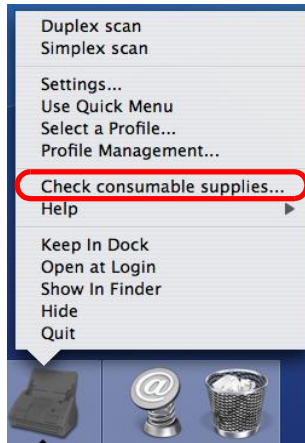 Duplex scan
Simplex scan
Settings...
Use Quick Menu
Select a Profile...
Profile Management...
Check consumable supplies...
Help
Keep In Dock
Open at Login
Show In Finder
Hide
Quit
@